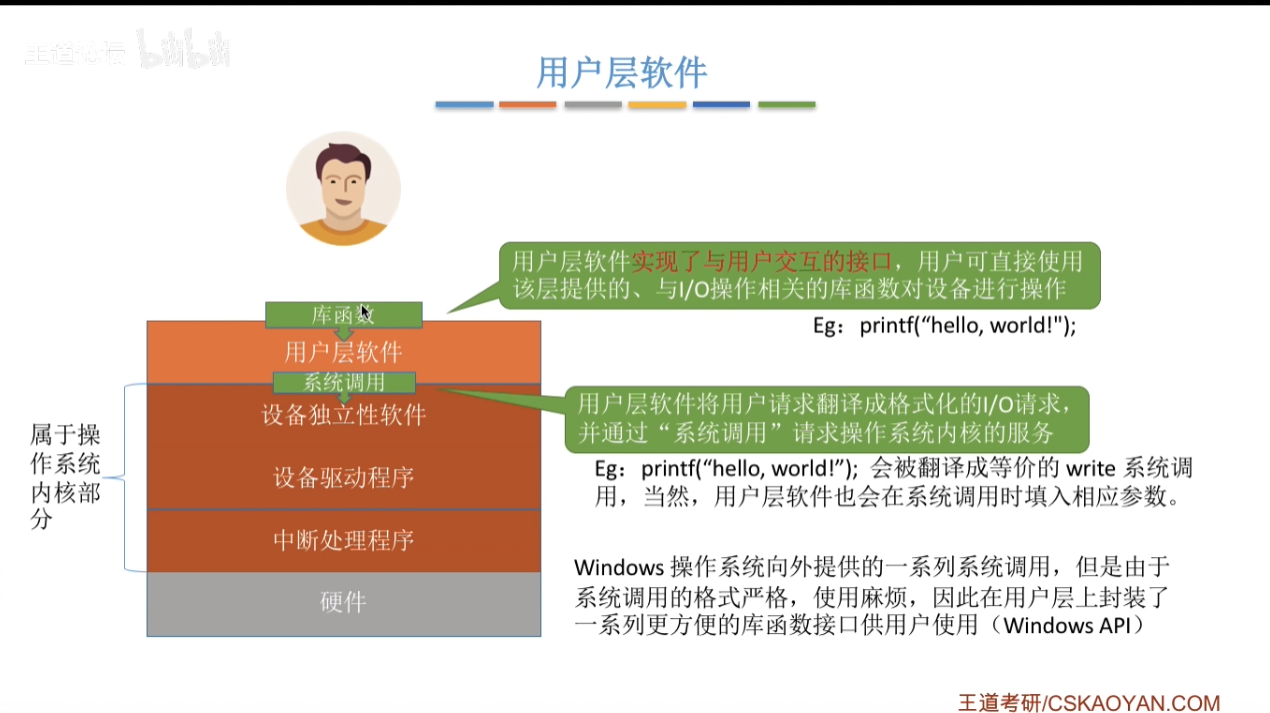 王道论坛 bilibili
用户层软件
用户层软件实现了与用户交互的接口，用户可直接使用
该层提供的、与I/O操作相关的库函数对设备进行操作
Eg：printf(“hello, world!");
库函数
用户层软件
系统调用
设备独立性软件
设备驱动程序
中断处理程序
硬件
属于操
作系统
内核部
分
用户层软件将用户请求翻译成格式化的I/O请求，
并通过“系统调用”请求操作系统内核的服务
Eg：printf(“hello, world!”); 会被翻译成等价的 write 系统调
用，当然，用户层软件也会在系统调用时填入相应参数。
Windows 操作系统向外提供的一系列系统调用，但是由于
系统调用的格式严格，使用麻烦，因此在用户层上封装了
一系列更方便的库函数接口供用户使用（Windows API）
王道考研/CSKAOYAN.COM